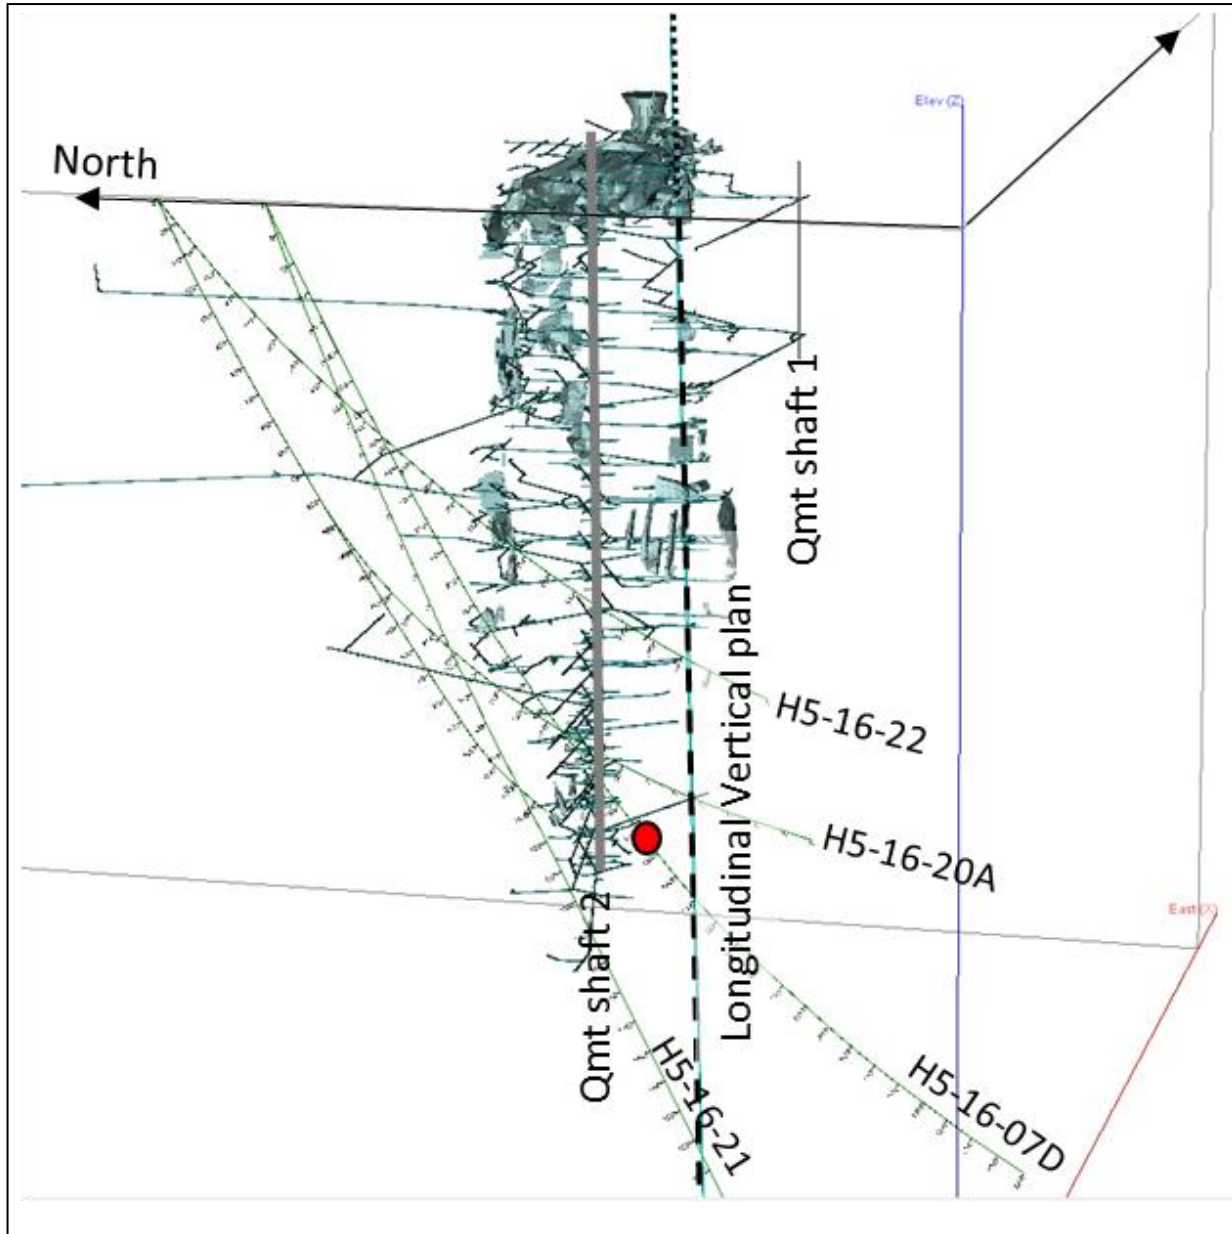 Elev (Z)
North
Qmt shaft 1
Longitudinal Vertical plan
H5-16-22
H5-16-20A
East (X)
Qmt shaft 2
H5-16-21
H5-16-07D